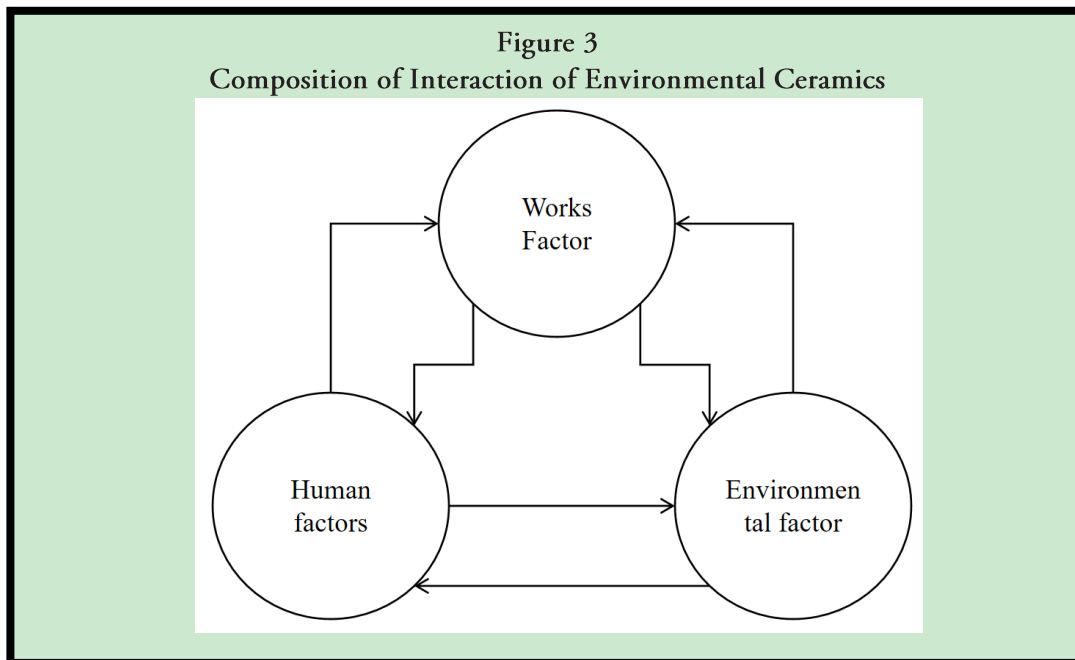 Figure 3
Composition of Interaction of Environmental Ceramics
Works
Factor
Human
factors
Environmen
tal factor